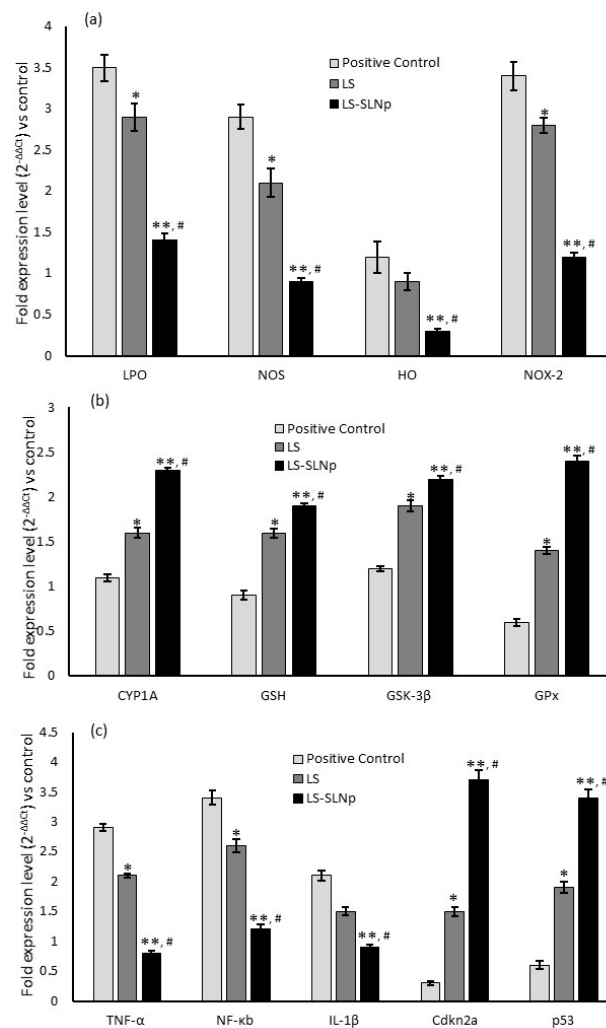 (a)
Positive Control
LS
LS-SLNp
Fold expression level (2-ΔΔCt) vs control
3.5
3
2.5
2
1.5
1
0.5
0
*
**, #
*
**, #
**, #
*
**, #
LPO NOS HO NOX-2
(b)
Positive Control
LS
LS-SLNp
Fold expression level (2-ΔΔCt) vs control
3
2.5
2
1.5
1
0.5
0
*
**, #
*
**, #
*
**, #
*
**, #
CYP1A GSH GSK-3β GPx
(c)
Positive Control
LS
LS-SLNp
Fold expression level (2-ΔΔCt) vs control
4.5
4
3.5
3
2.5
2
1.5
1
0.5
0
*
**, #
*
**, #
**, #
*
**, #
*
**, #
TNF-α NF-κb IL-1β Cdkn2a p53